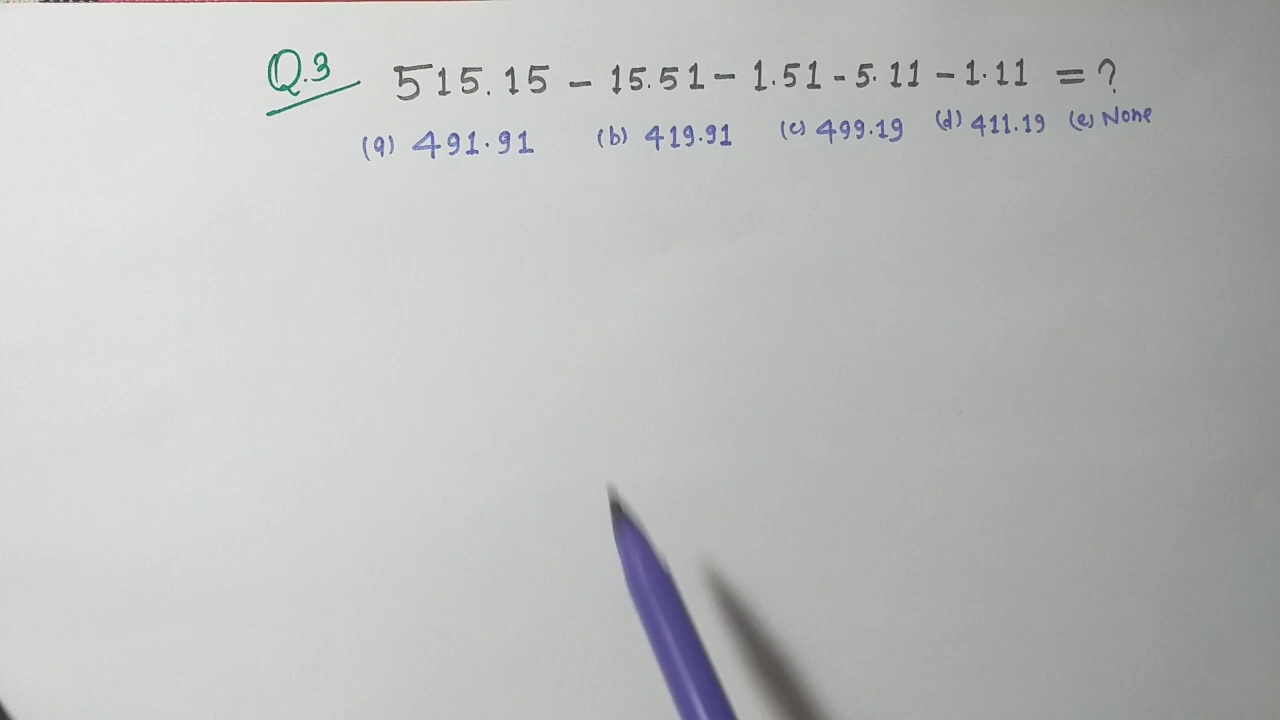 Q.3 515.15 - 15.51 - 1.51 - 5.11 - 1.11 = ?
(a) 491.91 (b) 419.91 (c) 499.19 (d) 411.19 (e) None